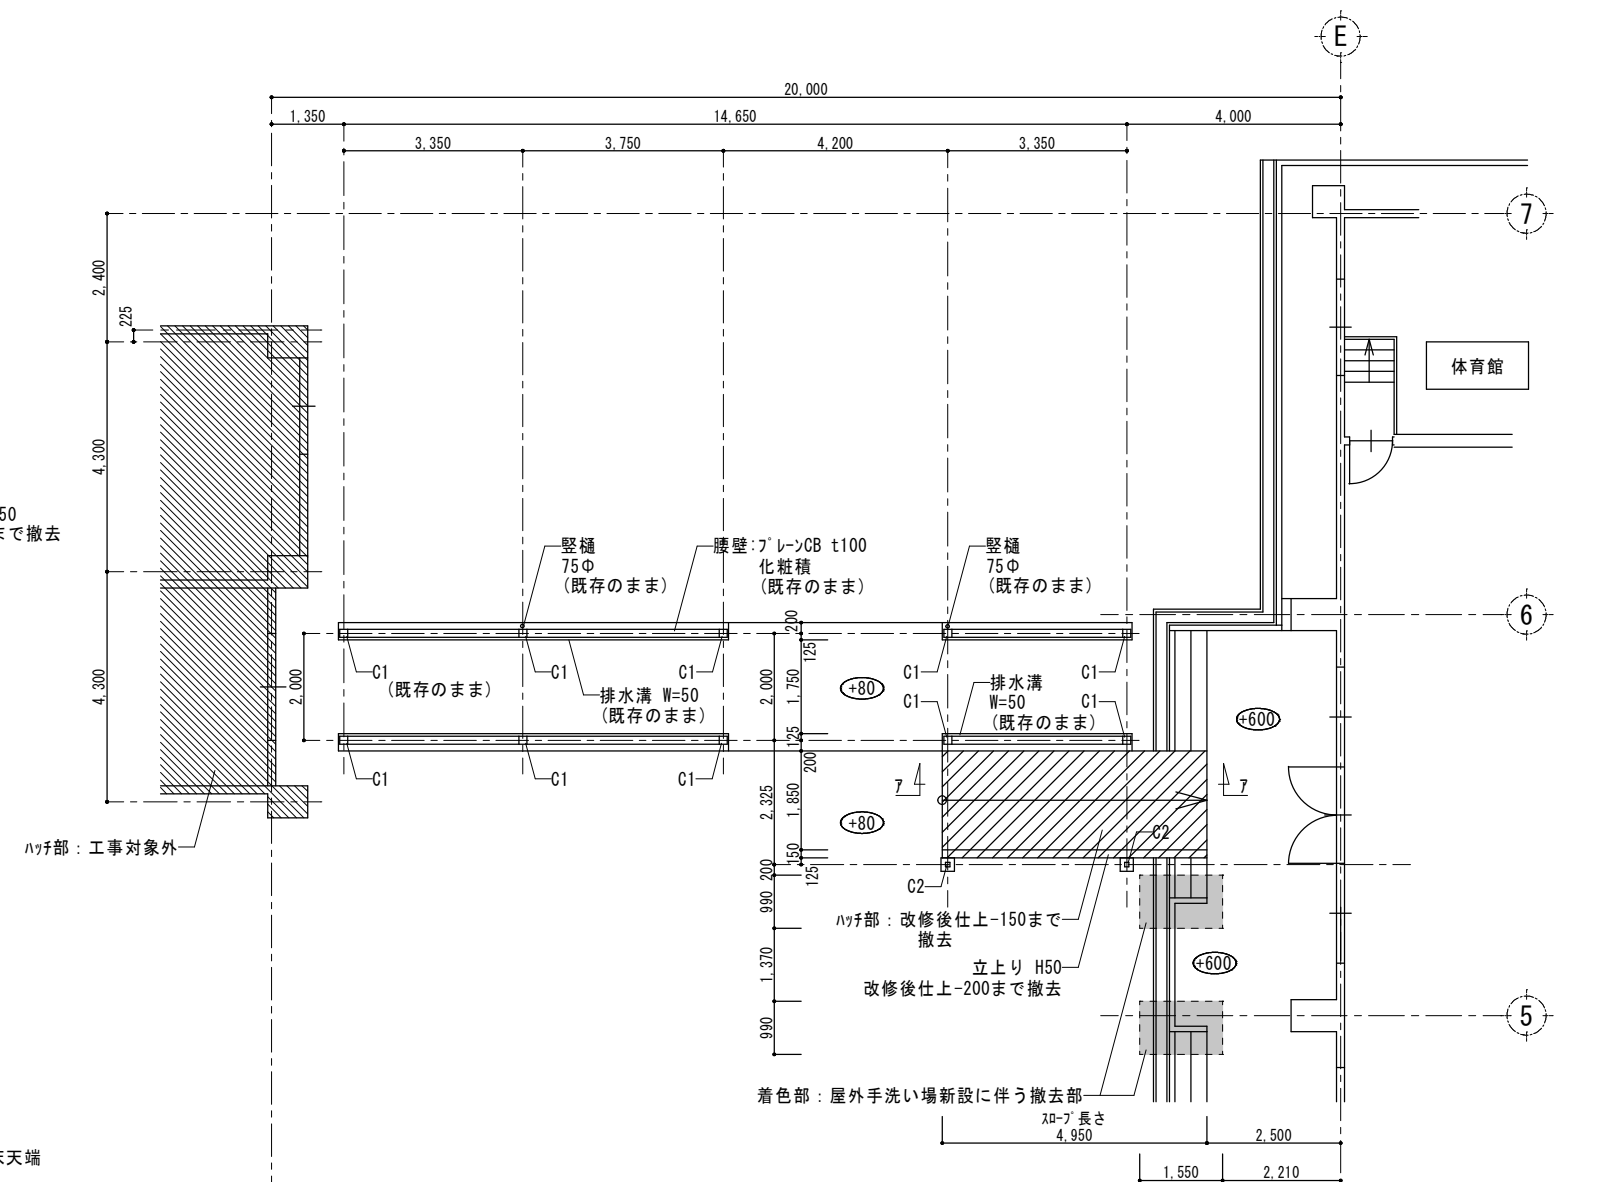 E
20,000
1,350
14,650
4,000
3,350
3,750
4,200
3,350
7
2,400
225
体育館
4,300
50
まで撤去
竪樋
75Φ
(既存のまま)
腰壁:プレーンCB t100
化粧積
(既存のまま)
竪樋
75Φ
(既存のまま)
6
200
125
C1
C1
C1
C1
C1
(既存のまま)
排水溝 W=50
(既存のまま)
2,000
2,000
1,750
+80
排水溝
W=50
(既存のまま)
C1
C1
+600
4,300
125
200
C1
C1
C1
ア
ア
2,325
1,850
+80
C2
ハッチ部：工事対象外
150
200
125
C2
990
ハッチ部：改修後仕上-150まで
撤去
1,370
立上り H50
改修後仕上-200まで撤去
+600
990
5
着色部：屋外手洗い場新設に伴う撤去部
スロープ長さ
4,950
2,500
天端
1,550
2,210